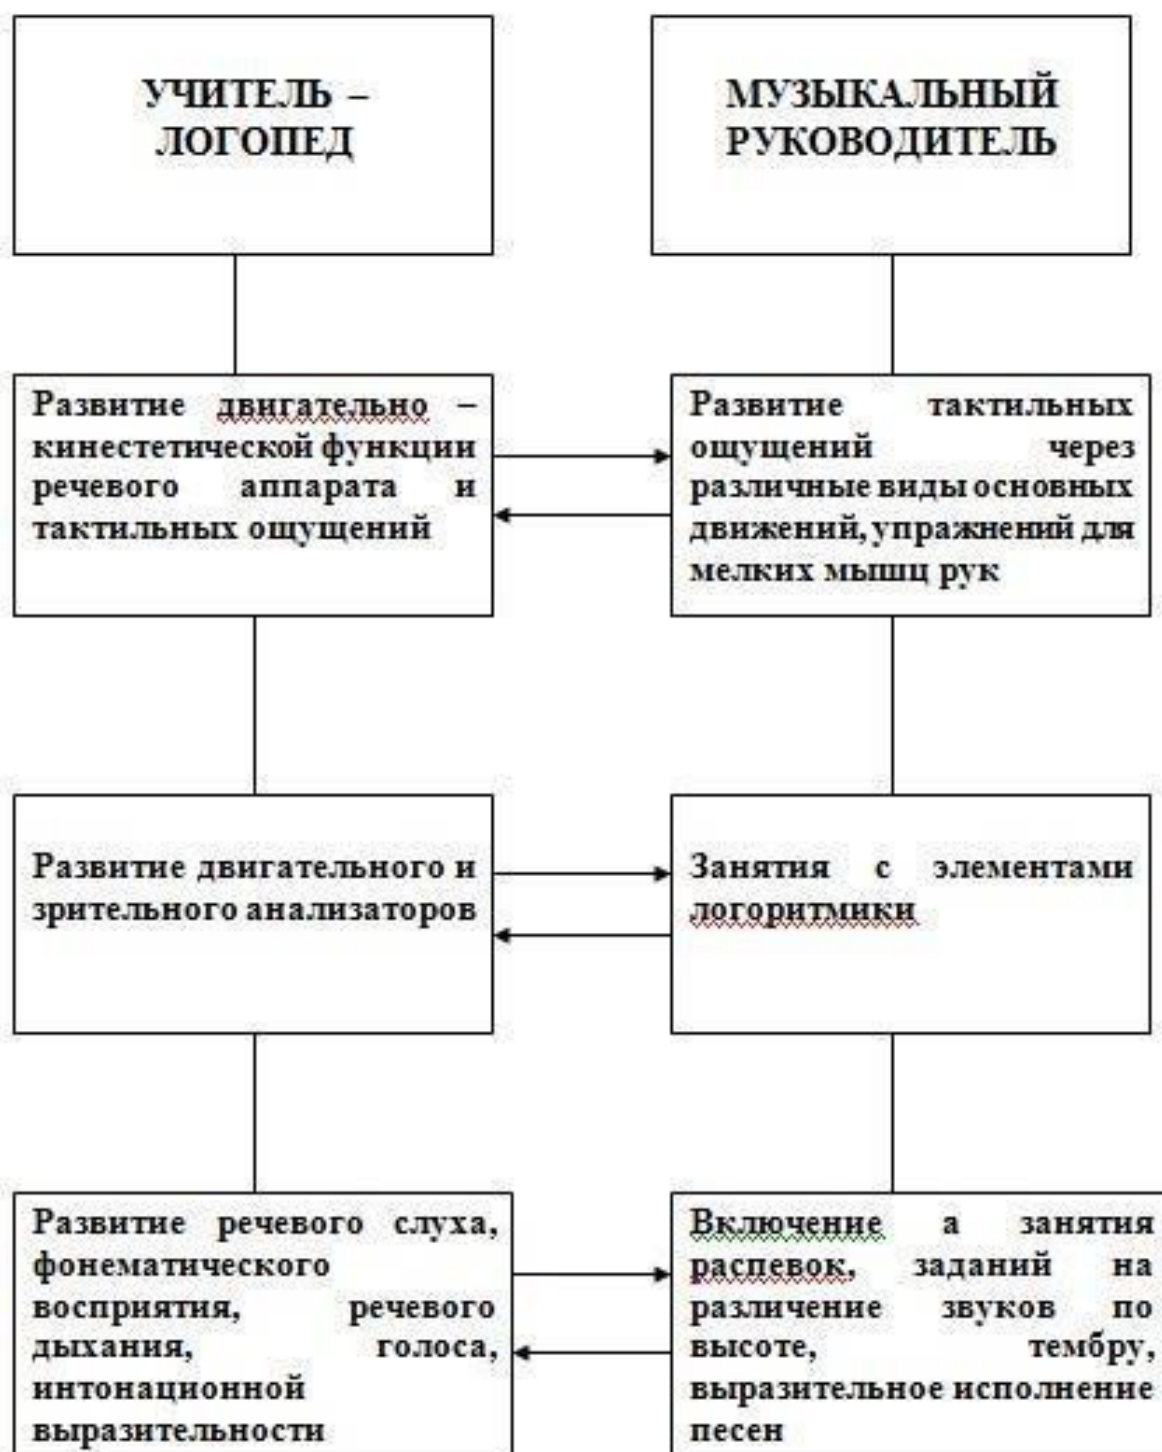 УЧИТЕЛЬ –
ЛОГОПЕД
МУЗЫКАЛЬНЫЙ
РУКОВОДИТЕЛЬ
Развитие двигательно –
кинестетической функции
речевого аппарата и
тактильных ощущений
Развитие тактильных
ощущений через
различные виды основных
движений, упражнений для
мелких мышц рук
Развитие двигательного и
зрительного анализаторов
Занятия с элементами
логоритмики
Развитие речевого слуха,
фонематического
восприятия, речевого
дыхания, голоса,
интонационной
выразительности
Включение а занятия
распевок, заданий на
различение звуков по
высоте, тембру,
выразительное исполнение
песен